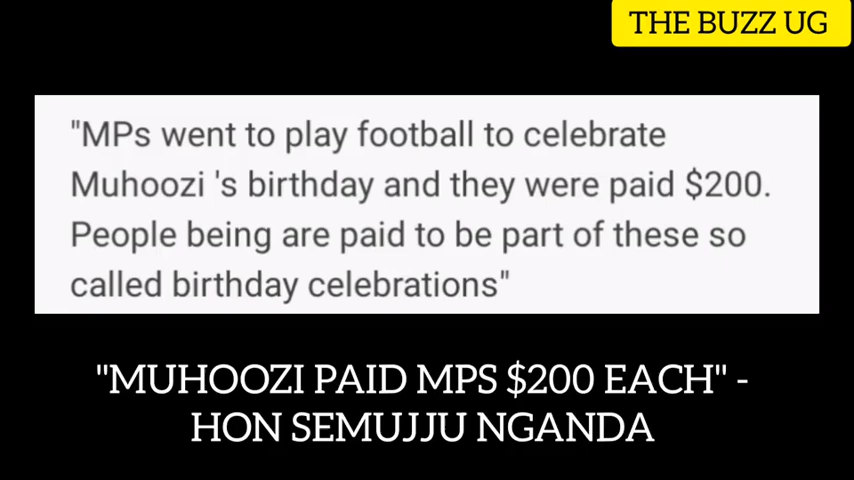 THE BUZZ UG
"MPs went to play football to celebrate
Muhoozi 's birthday and they were paid $200.
People being are paid to be part of these so
called birthday celebrations"
"MUHOOZI PAID MPS $200 EACH" -
HON SEMUJJU NGANDA